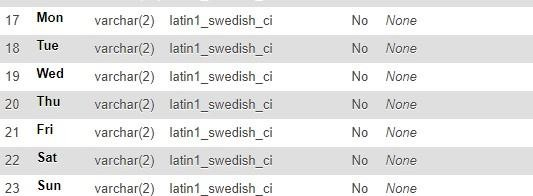 17 Mon varchar(2) latin1_swedish_ci No None
18 Tue varchar(2) latin1_swedish_ci No None
19 Wed varchar(2) latin1_swedish_ci No None
20 Thu varchar(2) latin1_swedish_ci No None
21 Fri varchar(2) latin1_swedish_ci No None
22 Sat varchar(2) latin1_swedish_ci No None
23 Sun varchar(2) latin1_swedish_ci No None